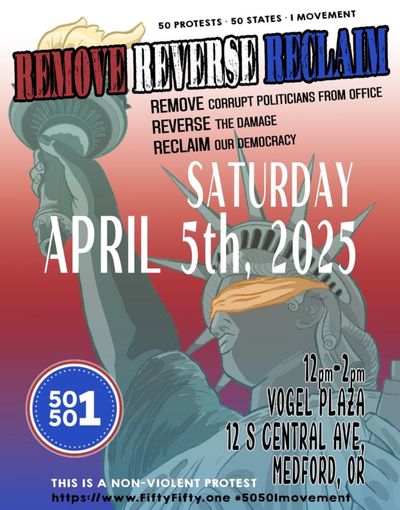 50 PROTESTS · 50 STATES · 1 MOVEMENT
REMOVE REVERSE RECLAIM
REMOVE CORRUPT POLITICIANS FROM OFFICE
REVERSE THE DAMAGE
RECLAIM OUR DEMOCRACY
SATURDAY
APRIL 5th, 2025
12pm-2pm
VOGEL PLAZA
12 S CENTRAL AVE,
MEDFORD, OR
50
50
1
THIS IS A NON-VIOLENT PROTEST
https://www.FiftyFifty.one #50501movement